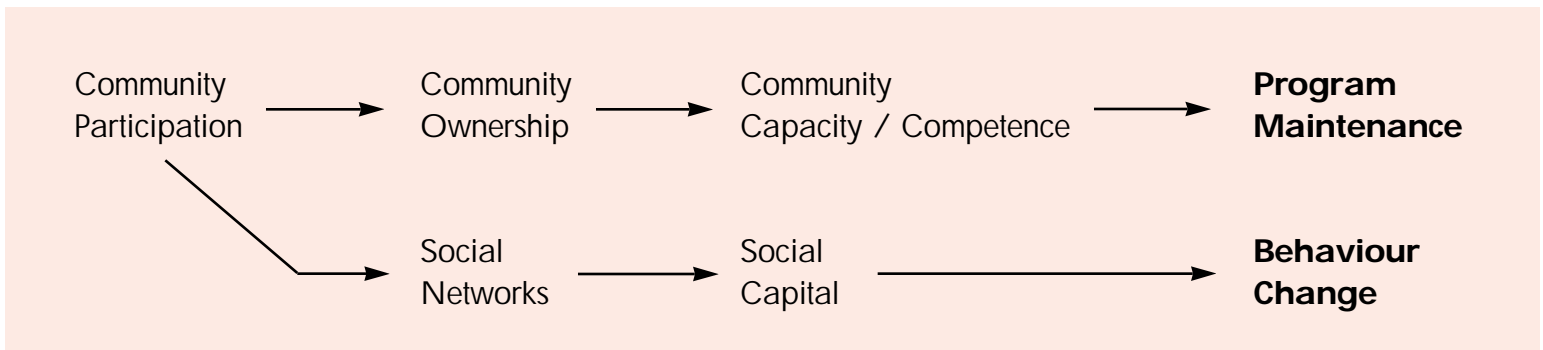 Community
Participation
Community
Ownership
Community
Capacity / Competence
Program
Maintenance
Social
Networks
Social
Capital
Behaviour
Change